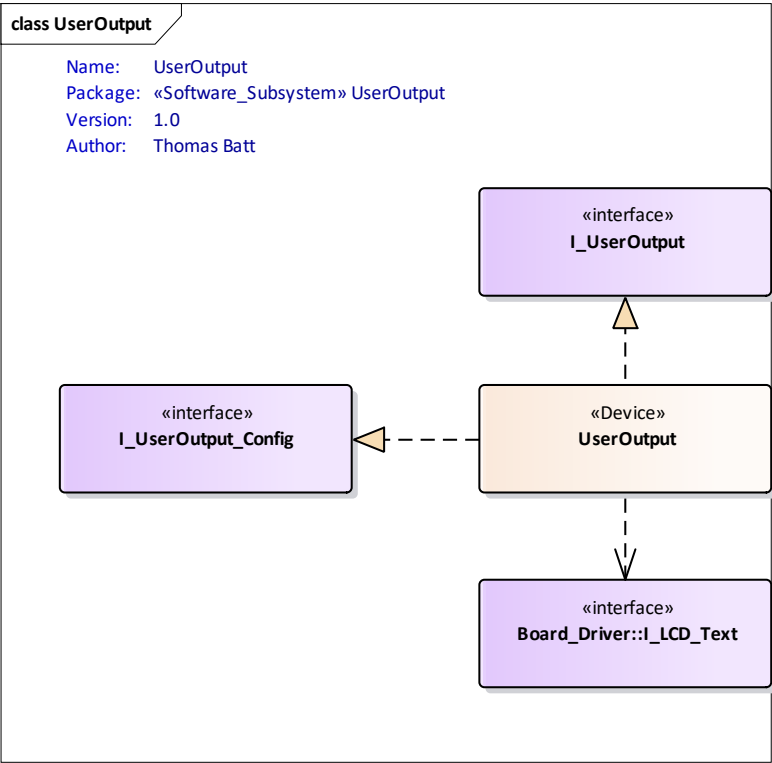 class UserOutput
Name: UserOutput
Package: «Software_Subsystem» UserOutput
Version: 1.0
Author: Thomas Batt
«interface»
I_UserOutput
«interface»
I_UserOutput_Config
«Device»
UserOutput
«interface»
Board_Driver::I_LCD_Text